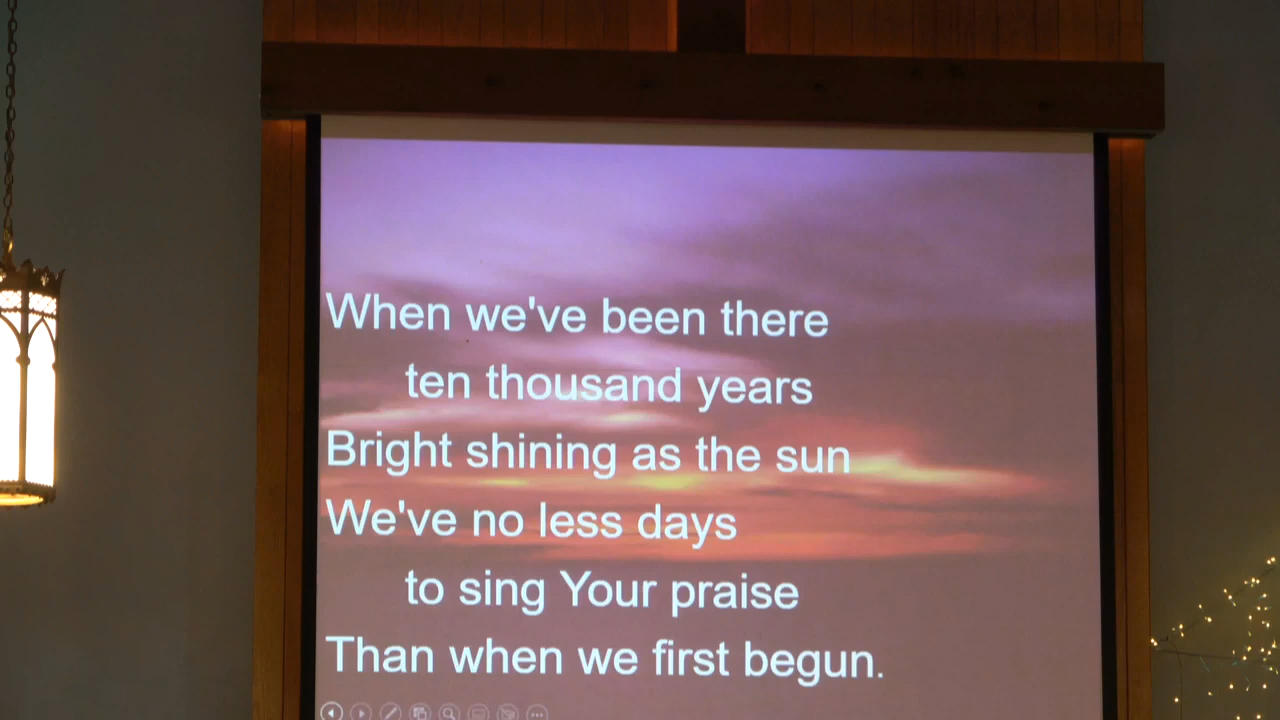 When we've been there
ten thousand years
Bright shining as the sun
We've no less days
to sing Your praise
Than when we first begun.